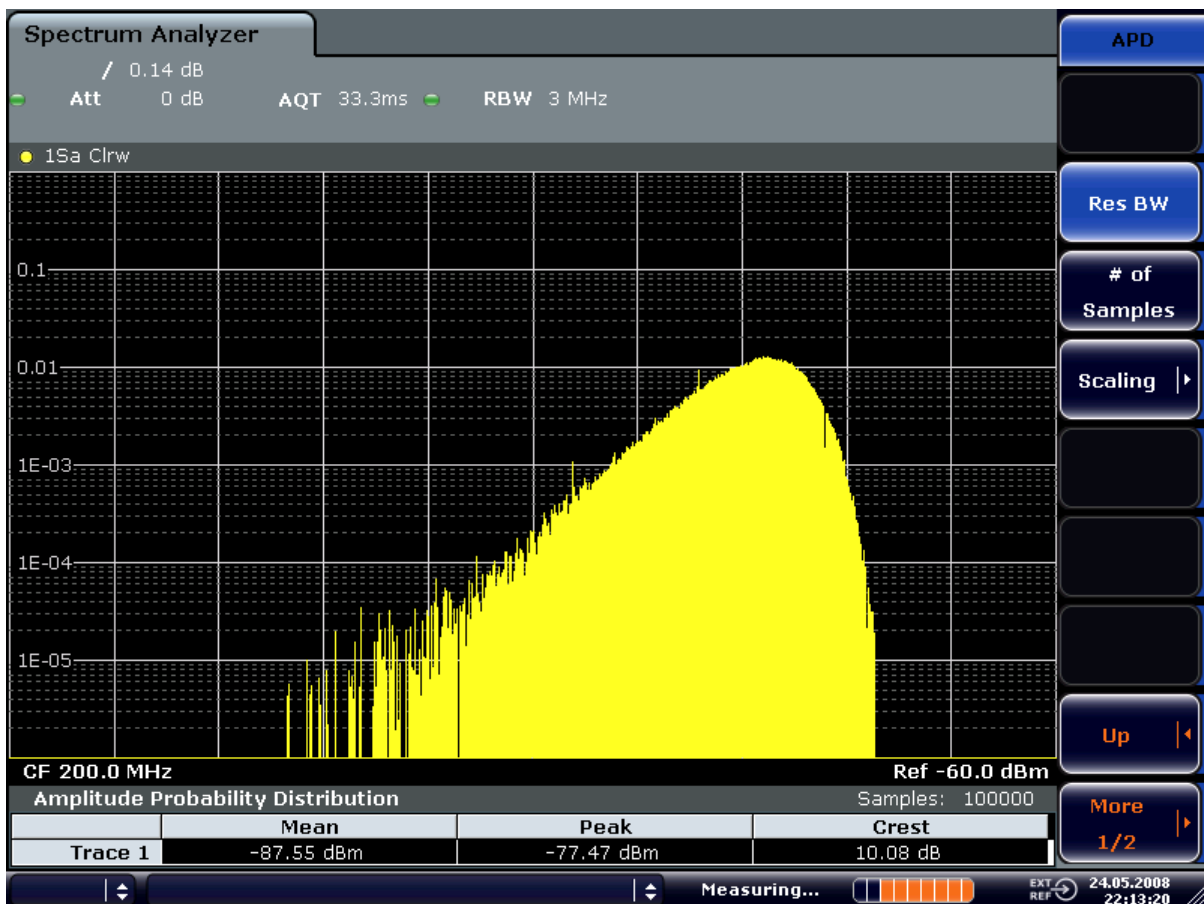 Spectrum Analyzer
/ 0.14 dB
Att 0 dB AQT 33.3ms RBW 3 MHz
1Sa Clrw
0.1
0.01
1E-03
1E-04
1E-05
CF 200.0 MHz Ref -60.0 dBm
Amplitude Probability Distribution Samples: 100000
Mean Peak Crest
Trace 1 -87.55 dBm -77.47 dBm 10.08 dB
Measuring... EXT REF 24.05.2008
22:13:20
APD
Res BW
# of
Samples
Scaling
Up
More
1/2